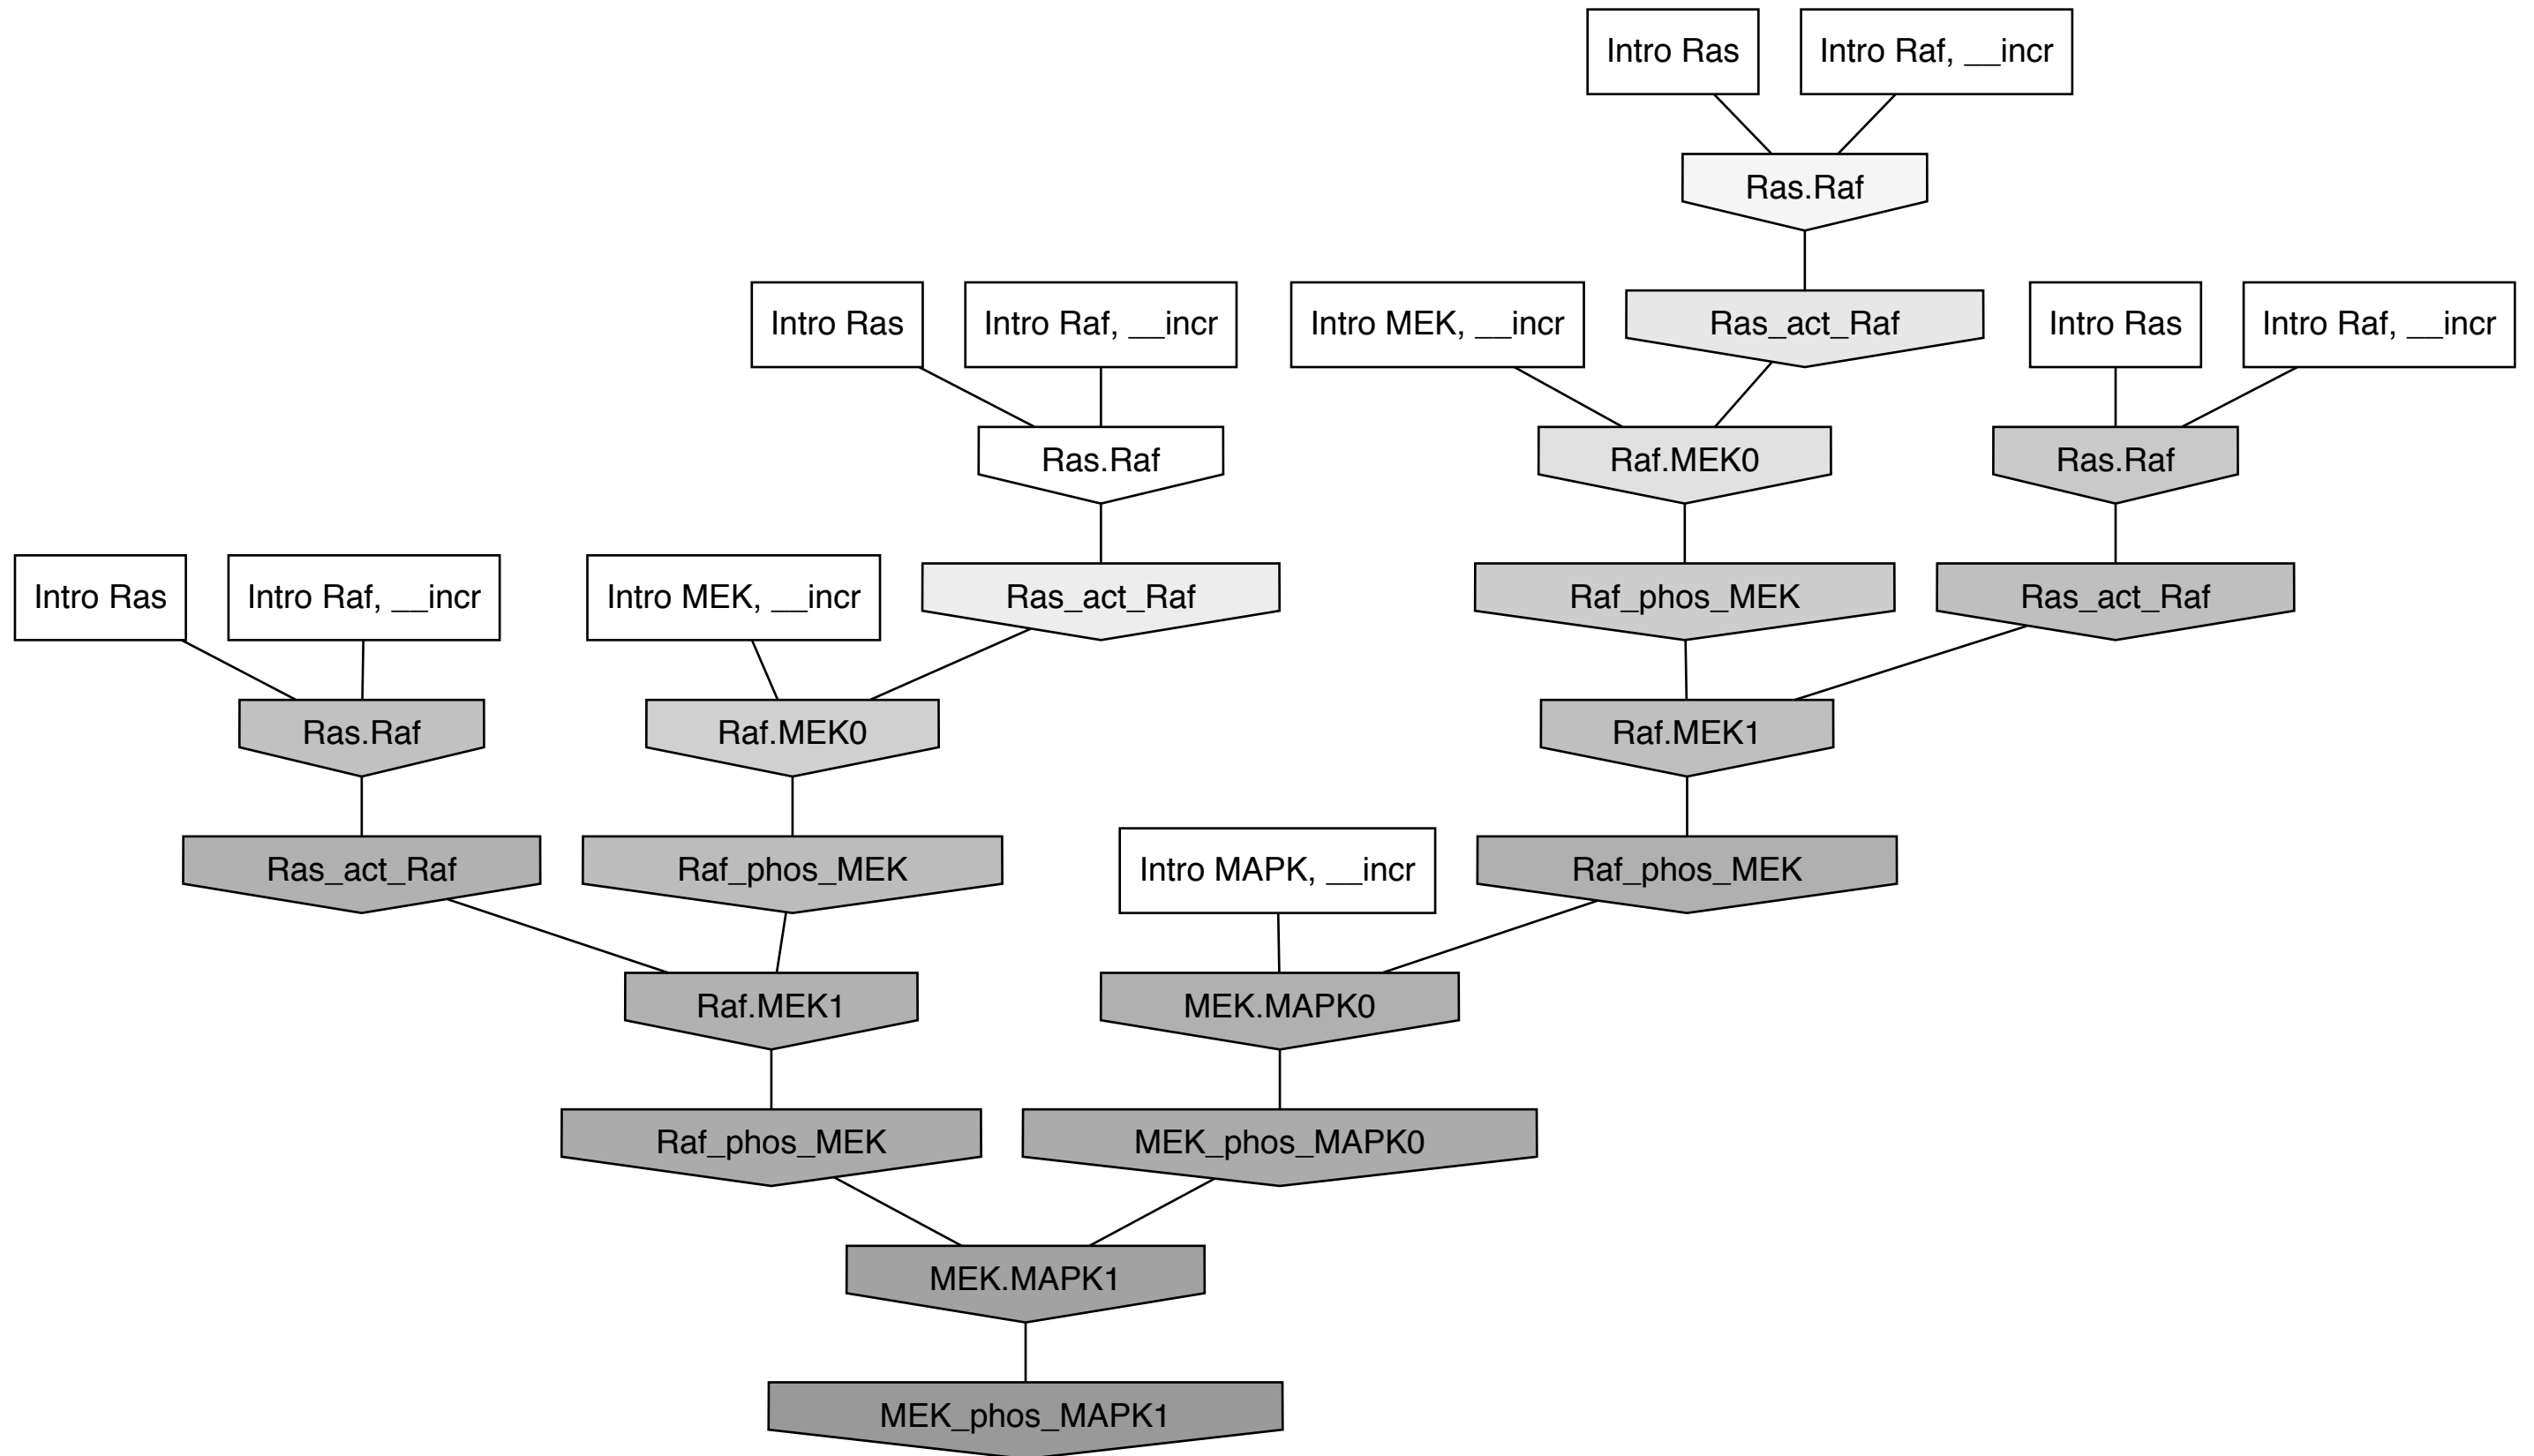 Intro Ras
Intro Raf, __incr
Ras.Raf
Intro Ras
Intro Raf, __incr
Intro MEK, __incr
Ras_act_Raf
Intro Ras
Intro Raf, __incr
Ras.Raf
Raf.MEK0
Ras.Raf
Intro Ras
Intro Raf, __incr
Intro MEK, __incr
Ras_act_Raf
Raf_phos_MEK
Ras_act_Raf
Ras.Raf
Raf.MEK0
Raf.MEK1
Ras_act_Raf
Raf_phos_MEK
Intro MAPK, __incr
Raf_phos_MEK
Raf.MEK1
MEK.MAPK0
Raf_phos_MEK
MEK_phos_MAPK0
MEK.MAPK1
MEK_phos_MAPK1